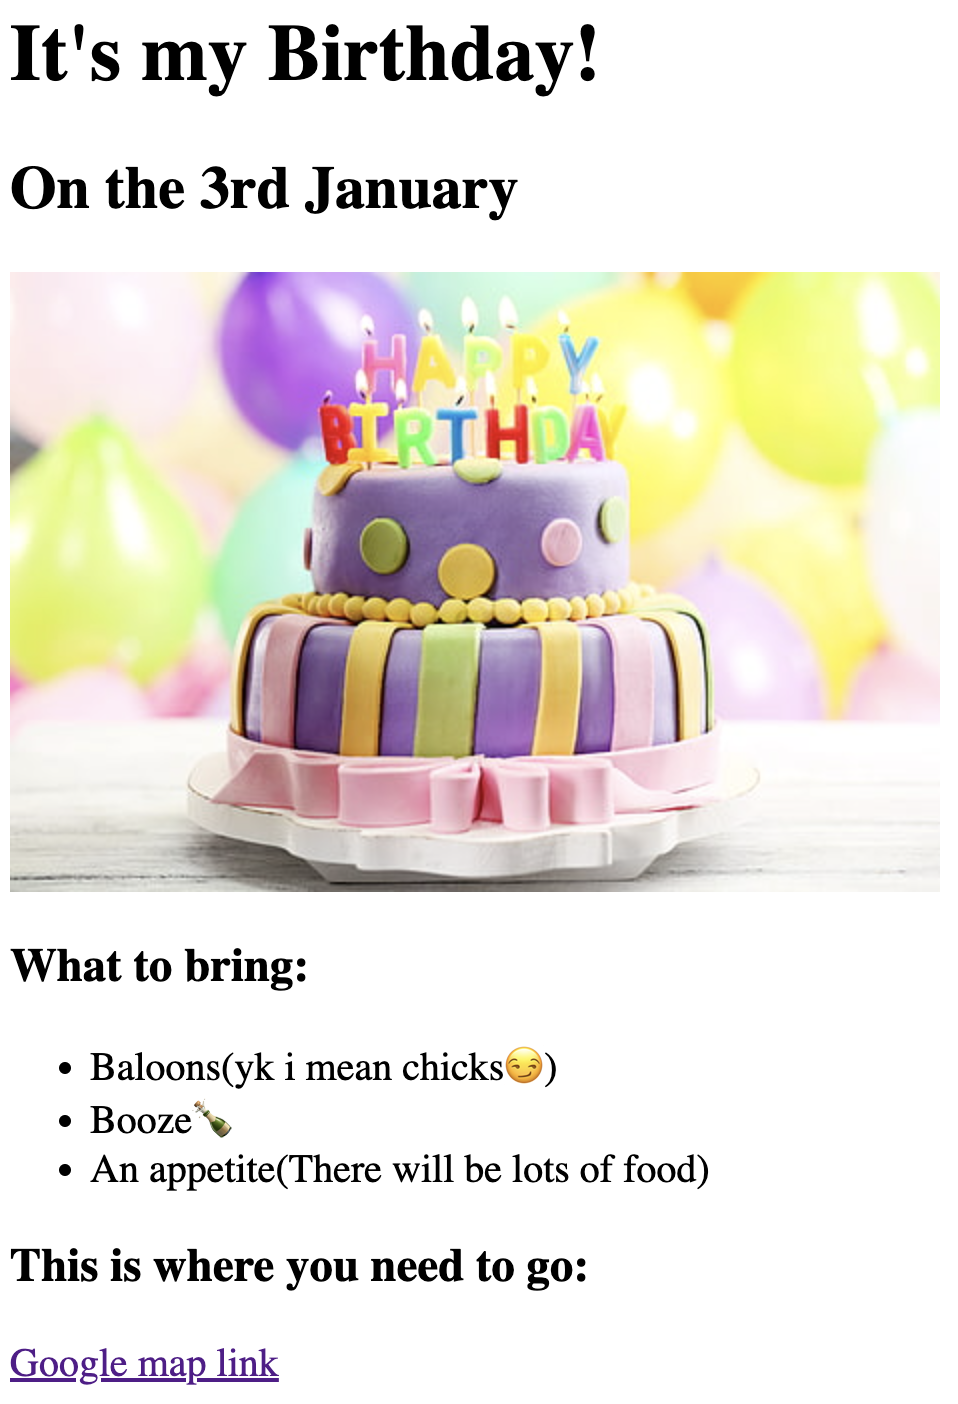 It's my Birthday!
On the 3rd January
HAPPY
BIRTHDAY
What to bring:
• Baloons(yk i mean chicks😏)
• Booze🍾
• An appetite(There will be lots of food)
This is where you need to go:
Google map link